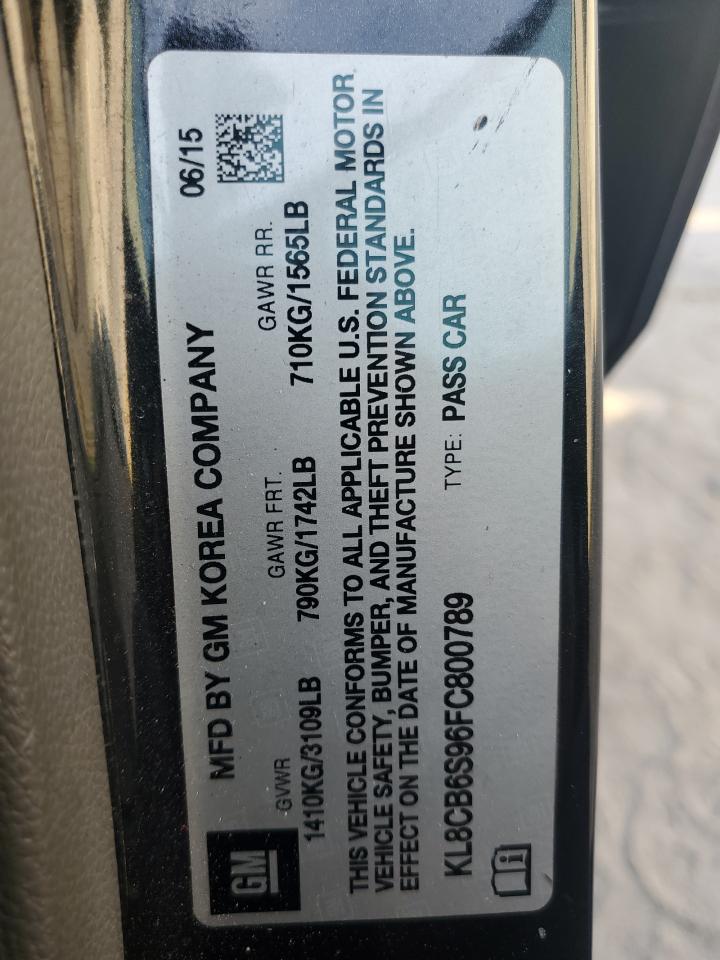 GM
MFD BY GM KOREA COMPANY 06/15
GVWR GAWR FRT. GAWR RR.
1410KG/3109LB 790KG/1742LB 710KG/1565LB
THIS VEHICLE CONFORMS TO ALL APPLICABLE U.S. FEDERAL MOTOR
VEHICLE SAFETY, BUMPER, AND THEFT PREVENTION STANDARDS IN
EFFECT ON THE DATE OF MANUFACTURE SHOWN ABOVE.
KL8CB6S96FC800789 TYPE: PASS CAR
i